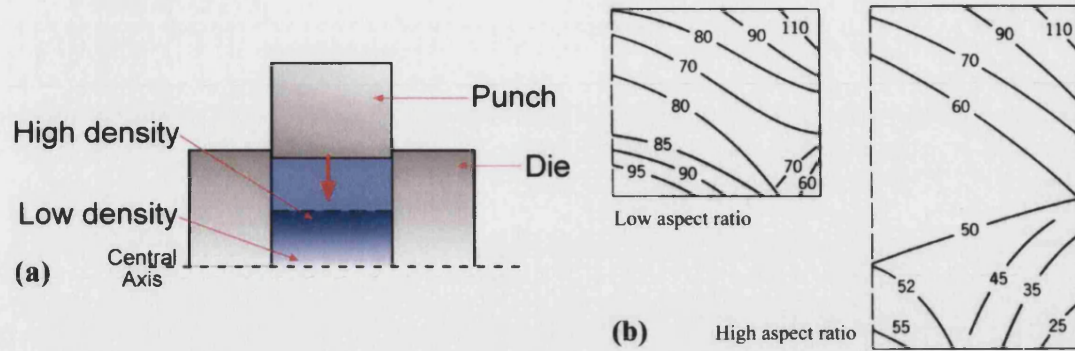 Punch
High density
Die
Low density
Central
Axis
(a)
80
90
110
70
80
85
95
90
70
60
Low aspect ratio
(b)
90
110
70
60
50
52
45
35
55
25
High aspect ratio